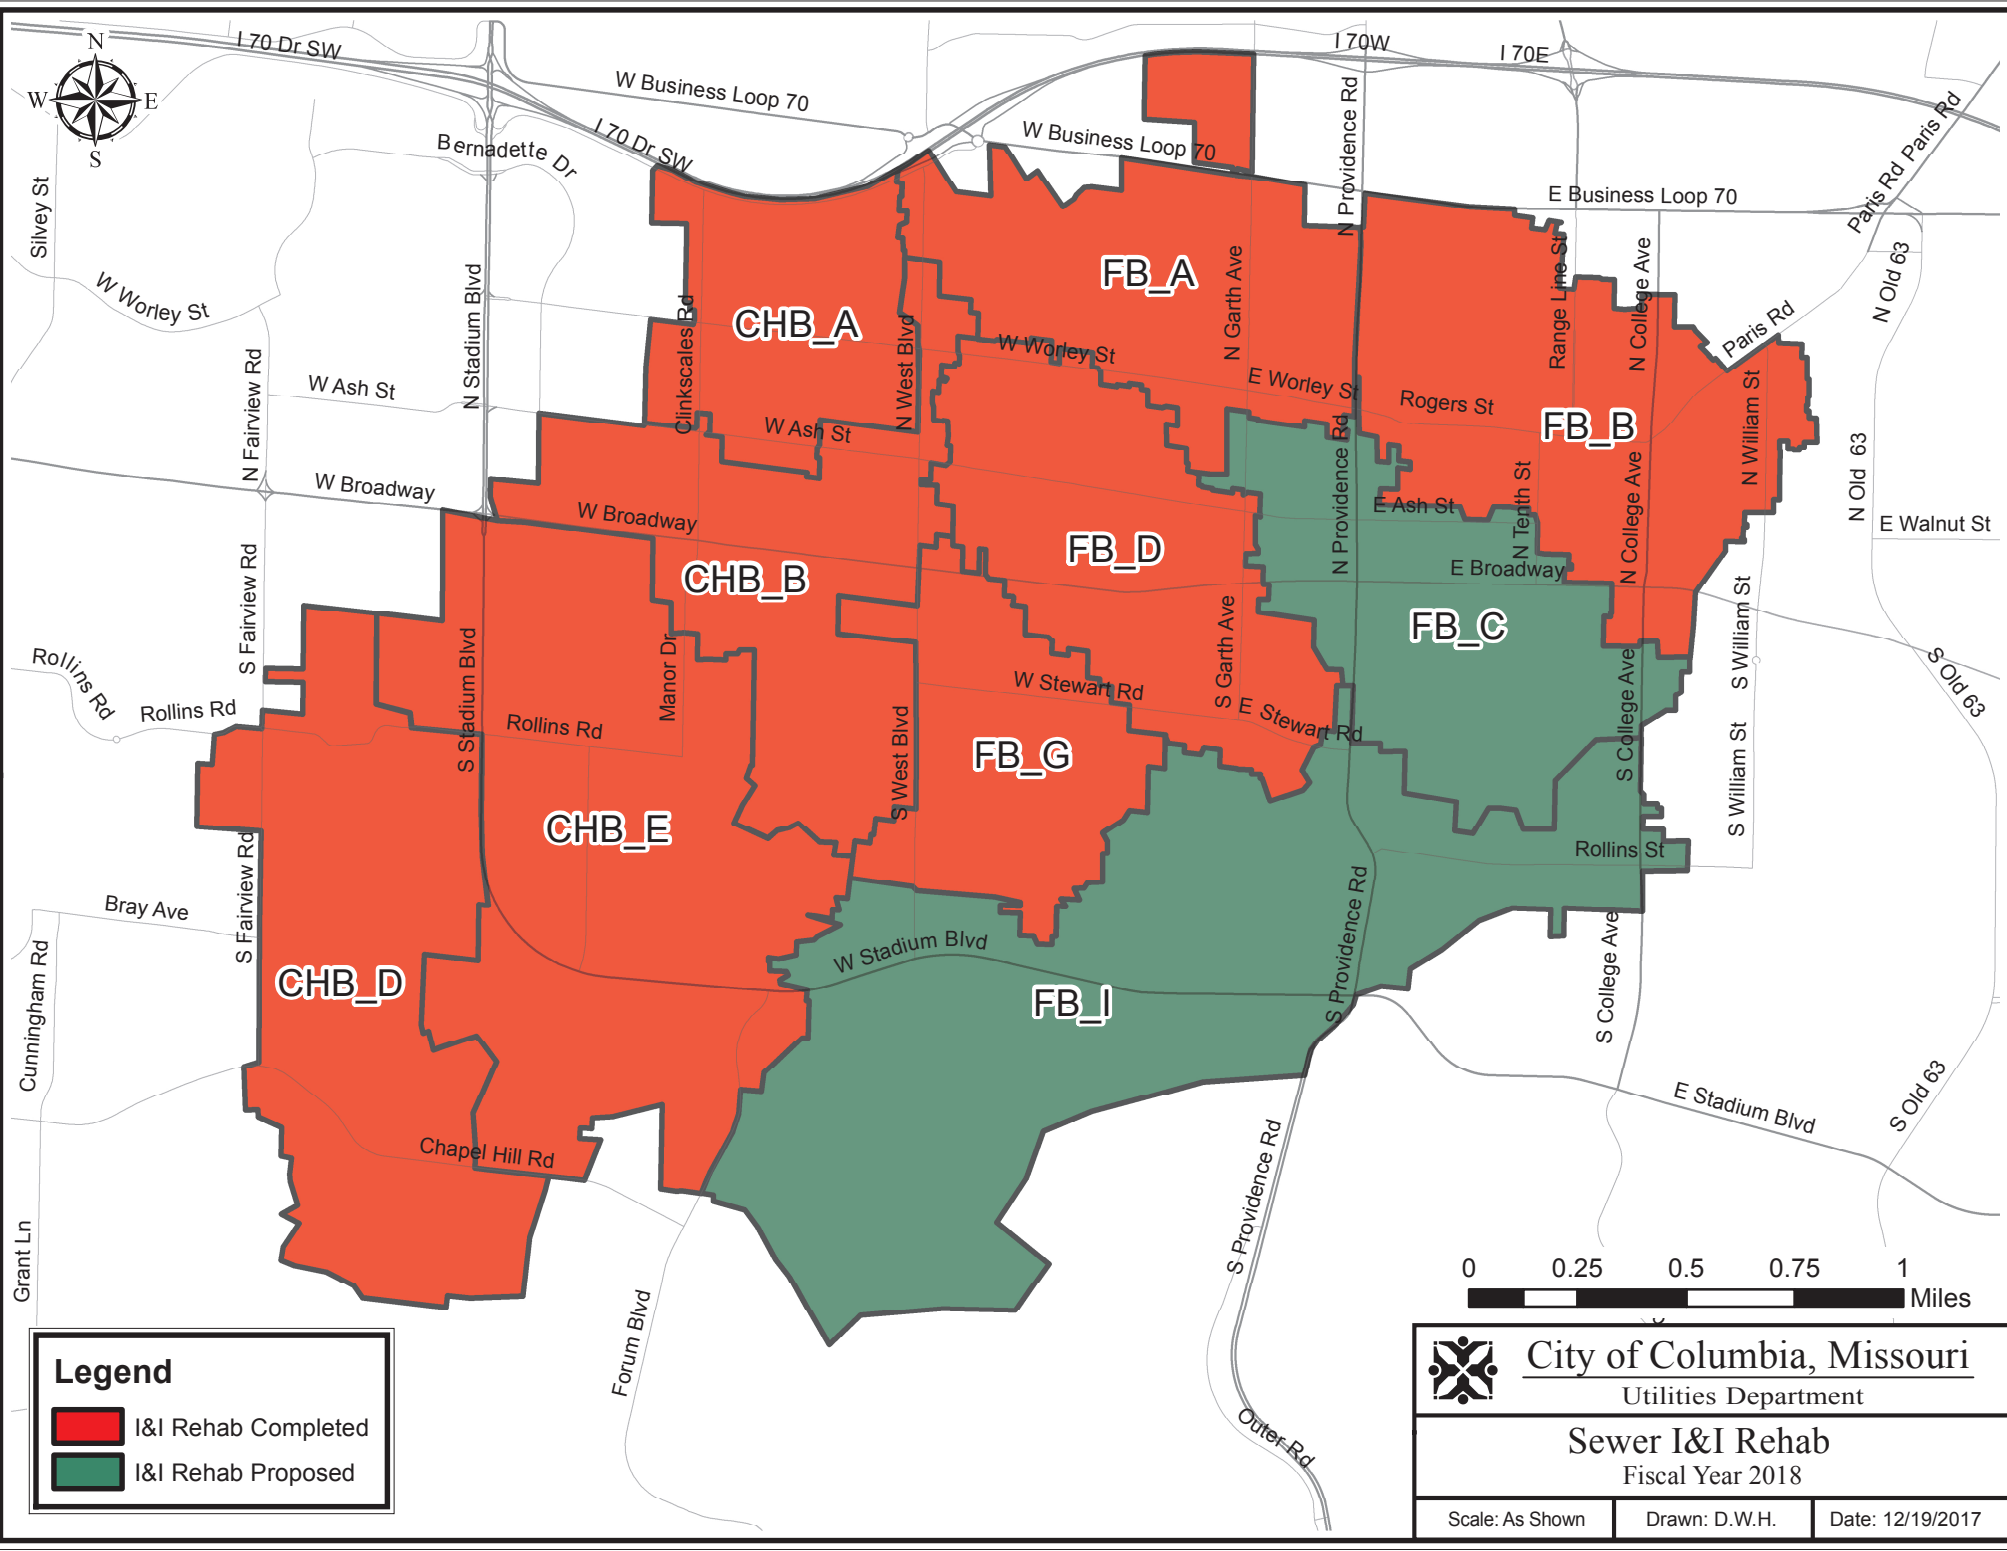 N
W E
S
I 70 Dr SW
W Business Loop 70
I 70W
I 70E
Paris Rd
Paris Rd
Bernadette Dr
I 70 Dr SW
W Business Loop 70
N Providence Rd
E Business Loop 70
Silvey St
W Worley St
N Stadium Blvd
Clinkscales Rd
CHB_A
N West Blvd
FB_A
N Garth Ave
Range Line St
N College Ave
N Old 63
Paris Rd
N Fairview Rd
W Ash St
W Worley St
E Worley St
Rogers St
FB_B
N William St
W Ash St
N Providence Rd
W Broadway
W Broadway
E Ash St
N Tenth St
N College Ave
N Old 63
E Walnut St
CHB_B
FB_D
E Broadway
S Fairview Rd
FB_C
S William St
Rollins Rd
Rollins Rd
S Stadium Blvd
Rollins Rd
Manor Dr
W Stewart Rd
S Garth Ave
E Stewart Rd
S College Ave
S Old 63
S West Blvd
FB_G
S William St
CHB_E
Rollins St
S Fairview Rd
Bray Ave
Cunningham Rd
CHB_D
W Stadium Blvd
FB_I
S Providence Rd
S College Ave
Chapel Hill Rd
E Stadium Blvd
S Old 63
Grant Ln
S Providence Rd
Forum Blvd
Outer Rd
0 0.25 0.5 0.75 1
Miles
Legend
I&I Rehab Completed
I&I Rehab Proposed
City of Columbia, Missouri
Utilities Department
Sewer I&I Rehab
Fiscal Year 2018
Scale: As Shown
Drawn: D.W.H.
Date: 12/19/2017